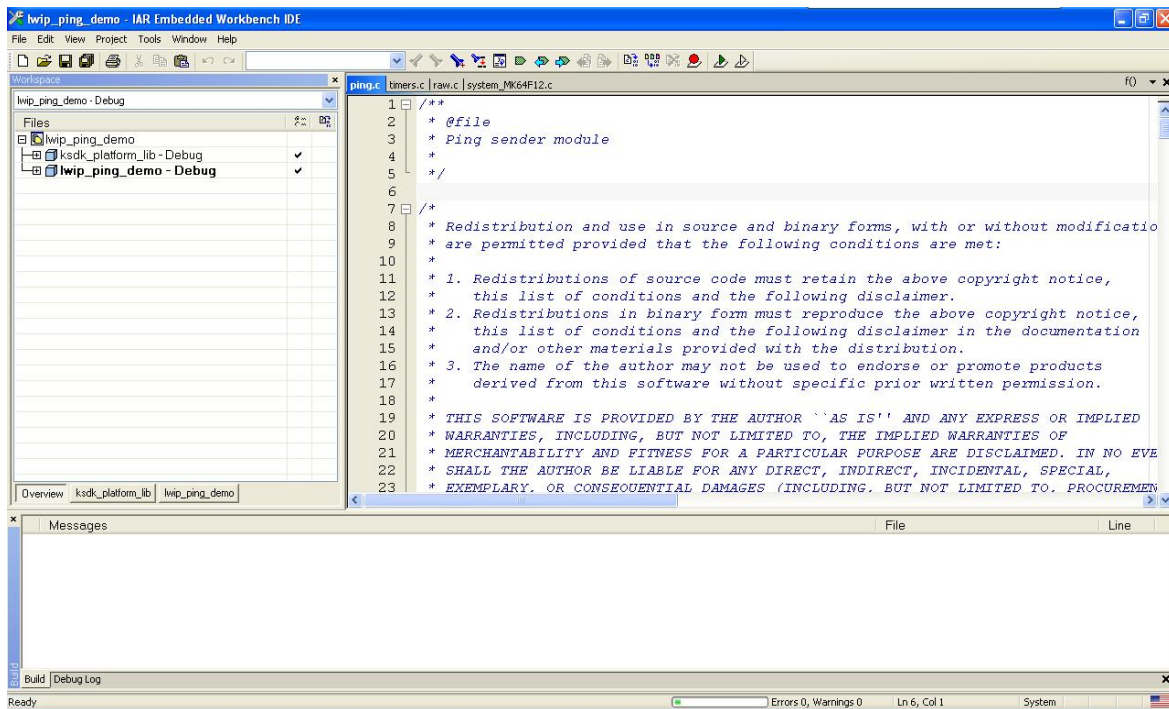 lwip_ping_demo - IAR Embedded Workbench IDE
File Edit View Project Tools Window Help
Workspace
lwip_ping_demo - Debug
Files
lwip_ping_demo
ksdk_platform_lib - Debug
lwip_ping_demo - Debug
Overview ksdk_platform_lib lwip_ping_demo
ping.c timers.c | raw.c | system_MK64F12.c f()
1 /**
2 * @file
3 * Ping sender module
4 *
5 */
6
7 /*
8 * Redistribution and use in source and binary forms, with or without modificatio
9 * are permitted provided that the following conditions are met:
10 *
11 * 1. Redistributions of source code must retain the above copyright notice,
12 * this list of conditions and the following disclaimer.
13 * 2. Redistributions in binary form must reproduce the above copyright notice,
14 * this list of conditions and the following disclaimer in the documentation
15 * and/or other materials provided with the distribution.
16 * 3. The name of the author may not be used to endorse or promote products
17 * derived from this software without specific prior written permission.
18 *
19 * THIS SOFTWARE IS PROVIDED BY THE AUTHOR ``AS IS'' AND ANY EXPRESS OR IMPLIED
20 * WARRANTIES, INCLUDING, BUT NOT LIMITED TO, THE IMPLIED WARRANTIES OF
21 * MERCHANTABILITY AND FITNESS FOR A PARTICULAR PURPOSE ARE DISCLAIMED. IN NO EVE
22 * SHALL THE AUTHOR BE LIABLE FOR ANY DIRECT, INDIRECT, INCIDENTAL, SPECIAL,
23 * EXEMPLARY, OR CONSEQUENTIAL DAMAGES (INCLUDING, BUT NOT LIMITED TO, PROCUREMEN
Messages File Line
Build
Build Debug Log
Ready Errors 0, Warnings 0 Ln 6, Col 1 System